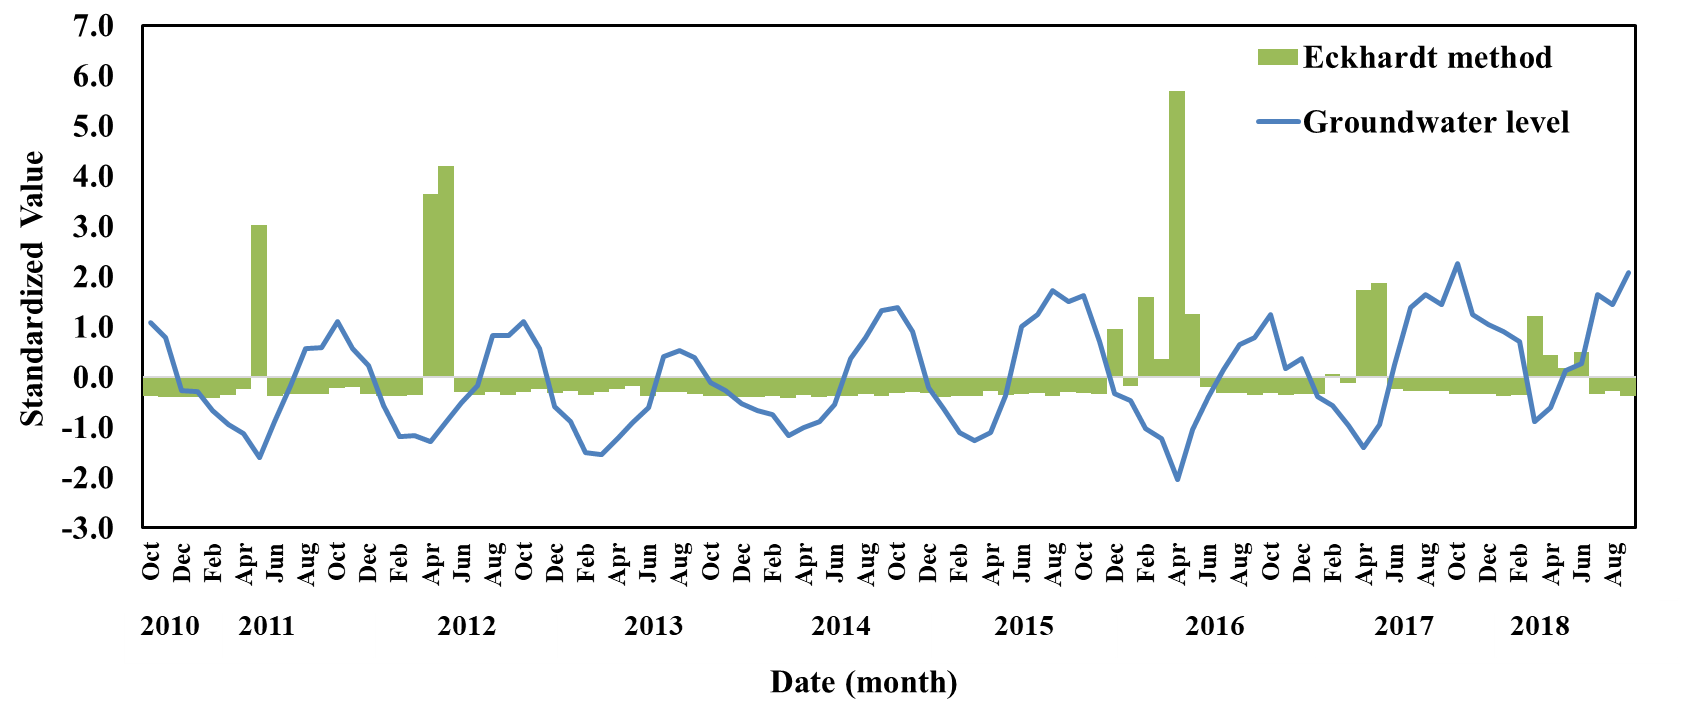 7.0
6.0
5.0
4.0
3.0
2.0
1.0
0.0
-1.0
-2.0
-3.0
Standardized Value
Eckhardt method
Groundwater level
Oct Dec Feb Apr Jun Aug Oct Dec Feb Apr Jun Aug Oct Dec Feb Apr Jun Aug Oct Dec Feb Apr Jun Aug Oct Dec Feb Apr Jun Aug Oct Dec Feb Apr Jun Aug Oct Dec Feb Apr Jun Aug Oct Dec Feb Apr Jun Aug
2010 2011 2012 2013 2014 2015 2016 2017 2018
Date (month)